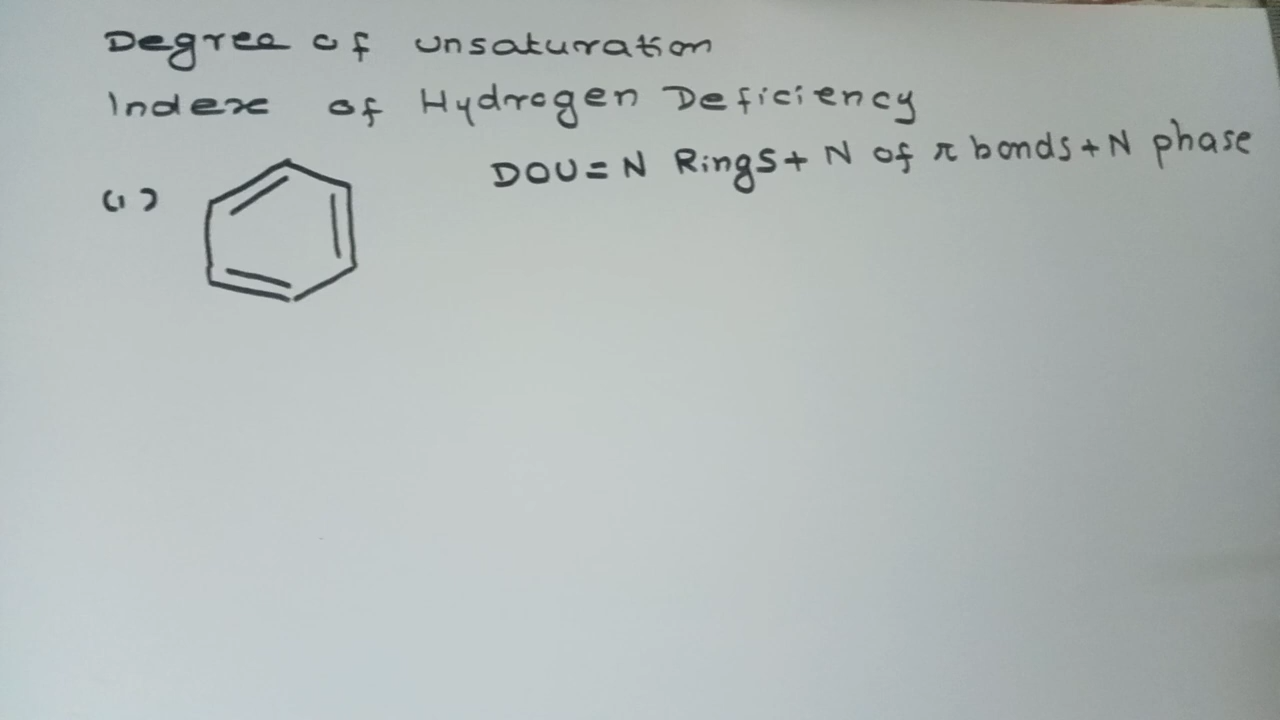 Degree of unsaturation
Index of Hydrogen Deficiency
DOU = N Rings + N of π bonds + N phase
(1)